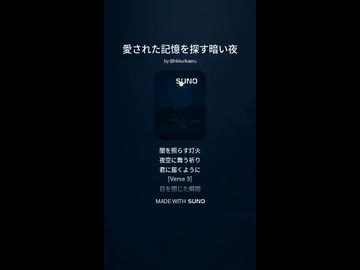 愛された記憶を探す暗い夜
by @hikkurikaeru
SUNO
闇を照らす灯火
夜空に舞う祈り
君に届くように
[Verse 3]
目を閉じた瞬間
MADE WITH SUNO